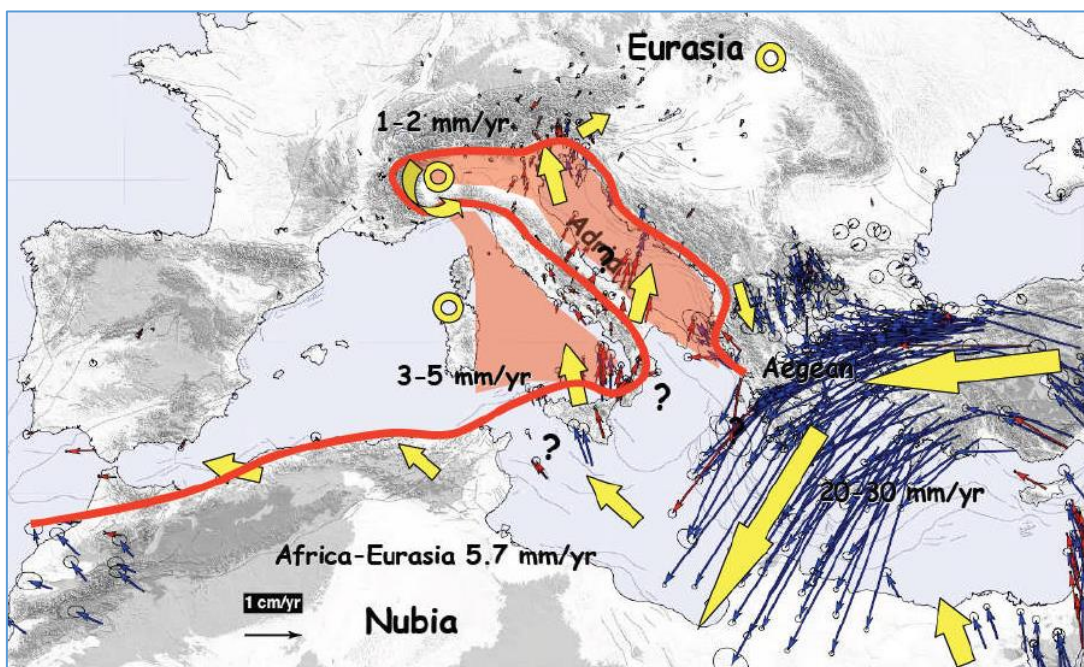 Eurasia
1-2 mm/yr
Adria
?
3-5 mm/yr
Aegean
?
?
20-30 mm/yr
Africa-Eurasia 5.7 mm/yr
1 cm/yr
Nubia